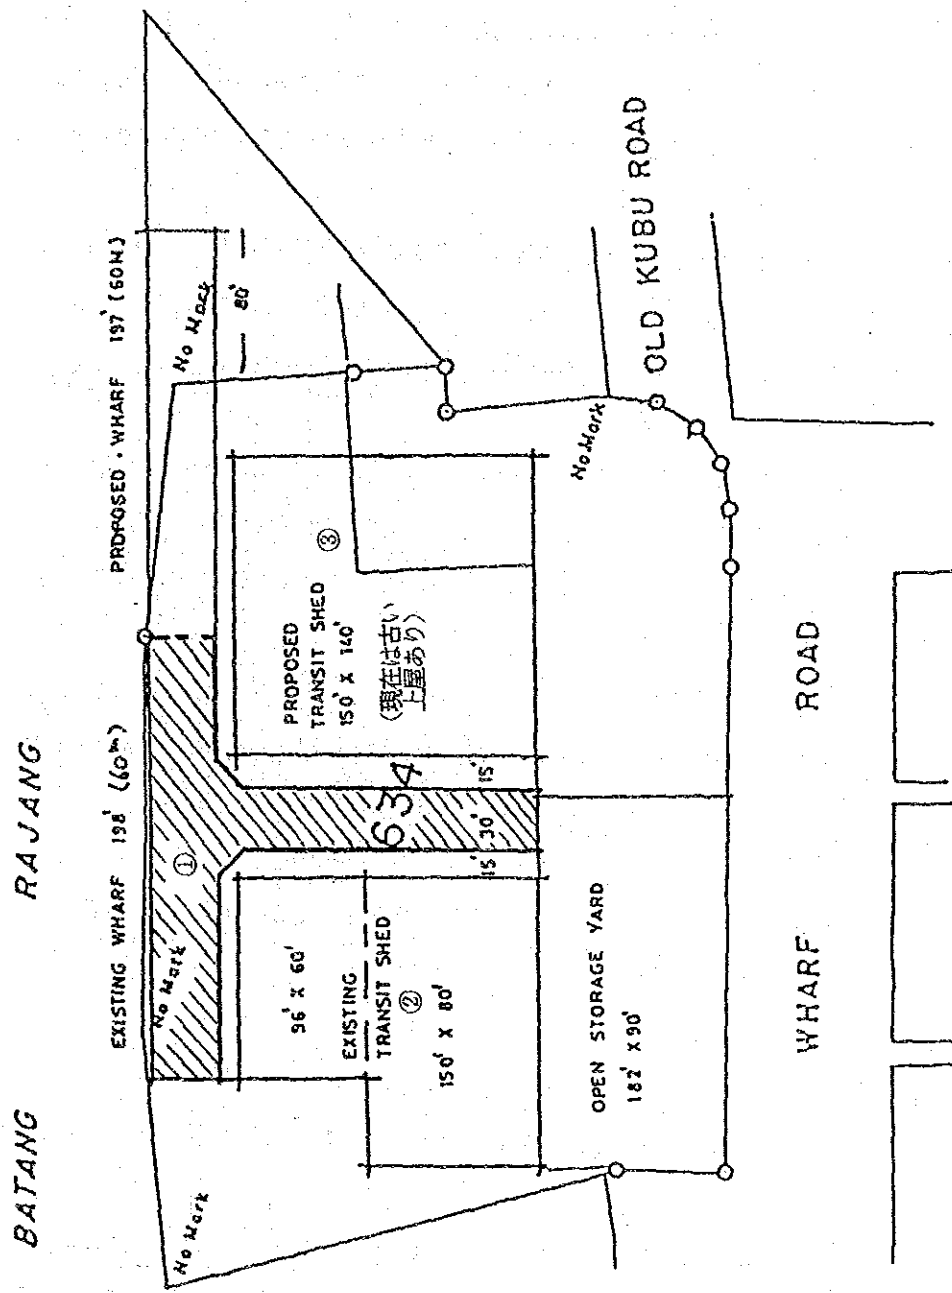 BATANG RAJANG
EXISTING WHARF 198' (60m)
PROPOSED . WHARF 197' (60M)
No Mark
No Mark
No Mark
80'
①
96' X 60'
EXISTING
TRANSIT SHED
②
150' X 80'
15'
30'
15'
634
PROPOSED
TRANSIT SHED
150' X 140'
(現在は古い
上屋あり)
③
No Mark
OPEN STORAGE YARD
182' X 90'
WHARF ROAD
OLD KUBU ROAD